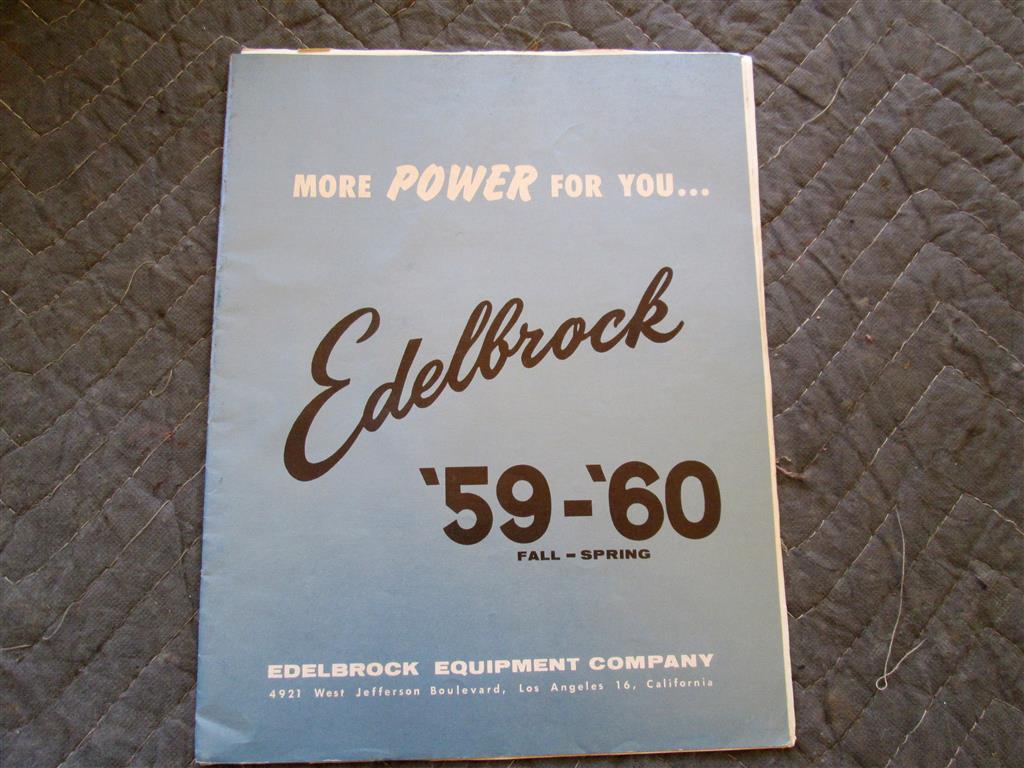 MORE POWER FOR YOU...
Edelbrock
'59-'60
FALL - SPRING
EDELBROCK EQUIPMENT COMPANY
4921 West Jefferson Boulevard, Los Angeles 16, California